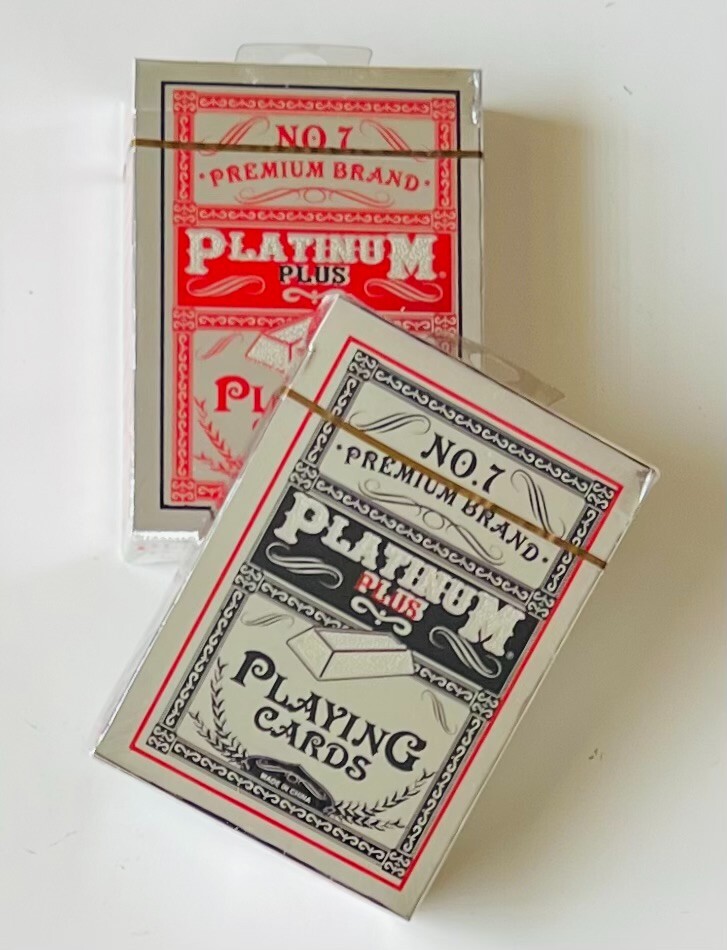 NO. 7
PREMIUM BRAND
PLATINUM
PLUS
NO. 7
PREMIUM BRAND
PLATINUM
PLUS
PLAYING
CARDS
MADE IN CHINA